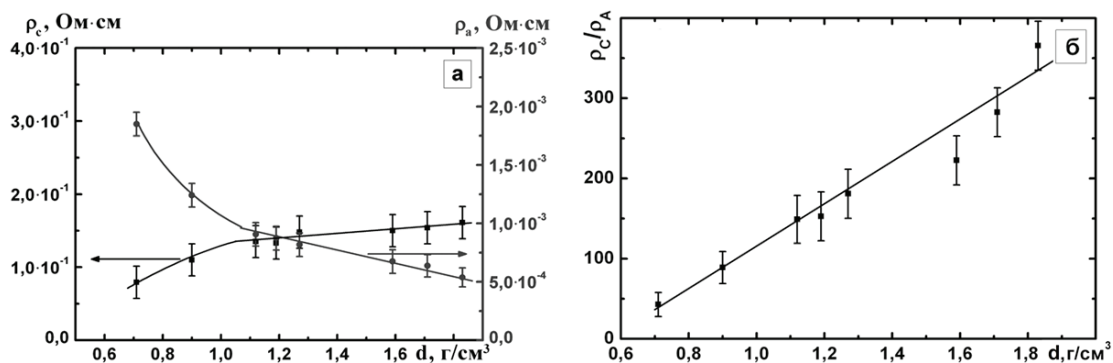 ρc, Ом·см
ρa, Ом·см
а
4,0·10⁻¹
3,0·10⁻¹
2,0·10⁻¹
1,0·10⁻¹
0,0
2,5·10⁻³
2,0·10⁻³
1,5·10⁻³
1,0·10⁻³
5,0·10⁻⁴
0,0
0,6 0,8 1,0 1,2 1,4 1,6 1,8
d, г/см³
ρC/ρA
б
300
200
100
0
0,6 0,8 1,0 1,2 1,4 1,6 1,8 d,г/см³